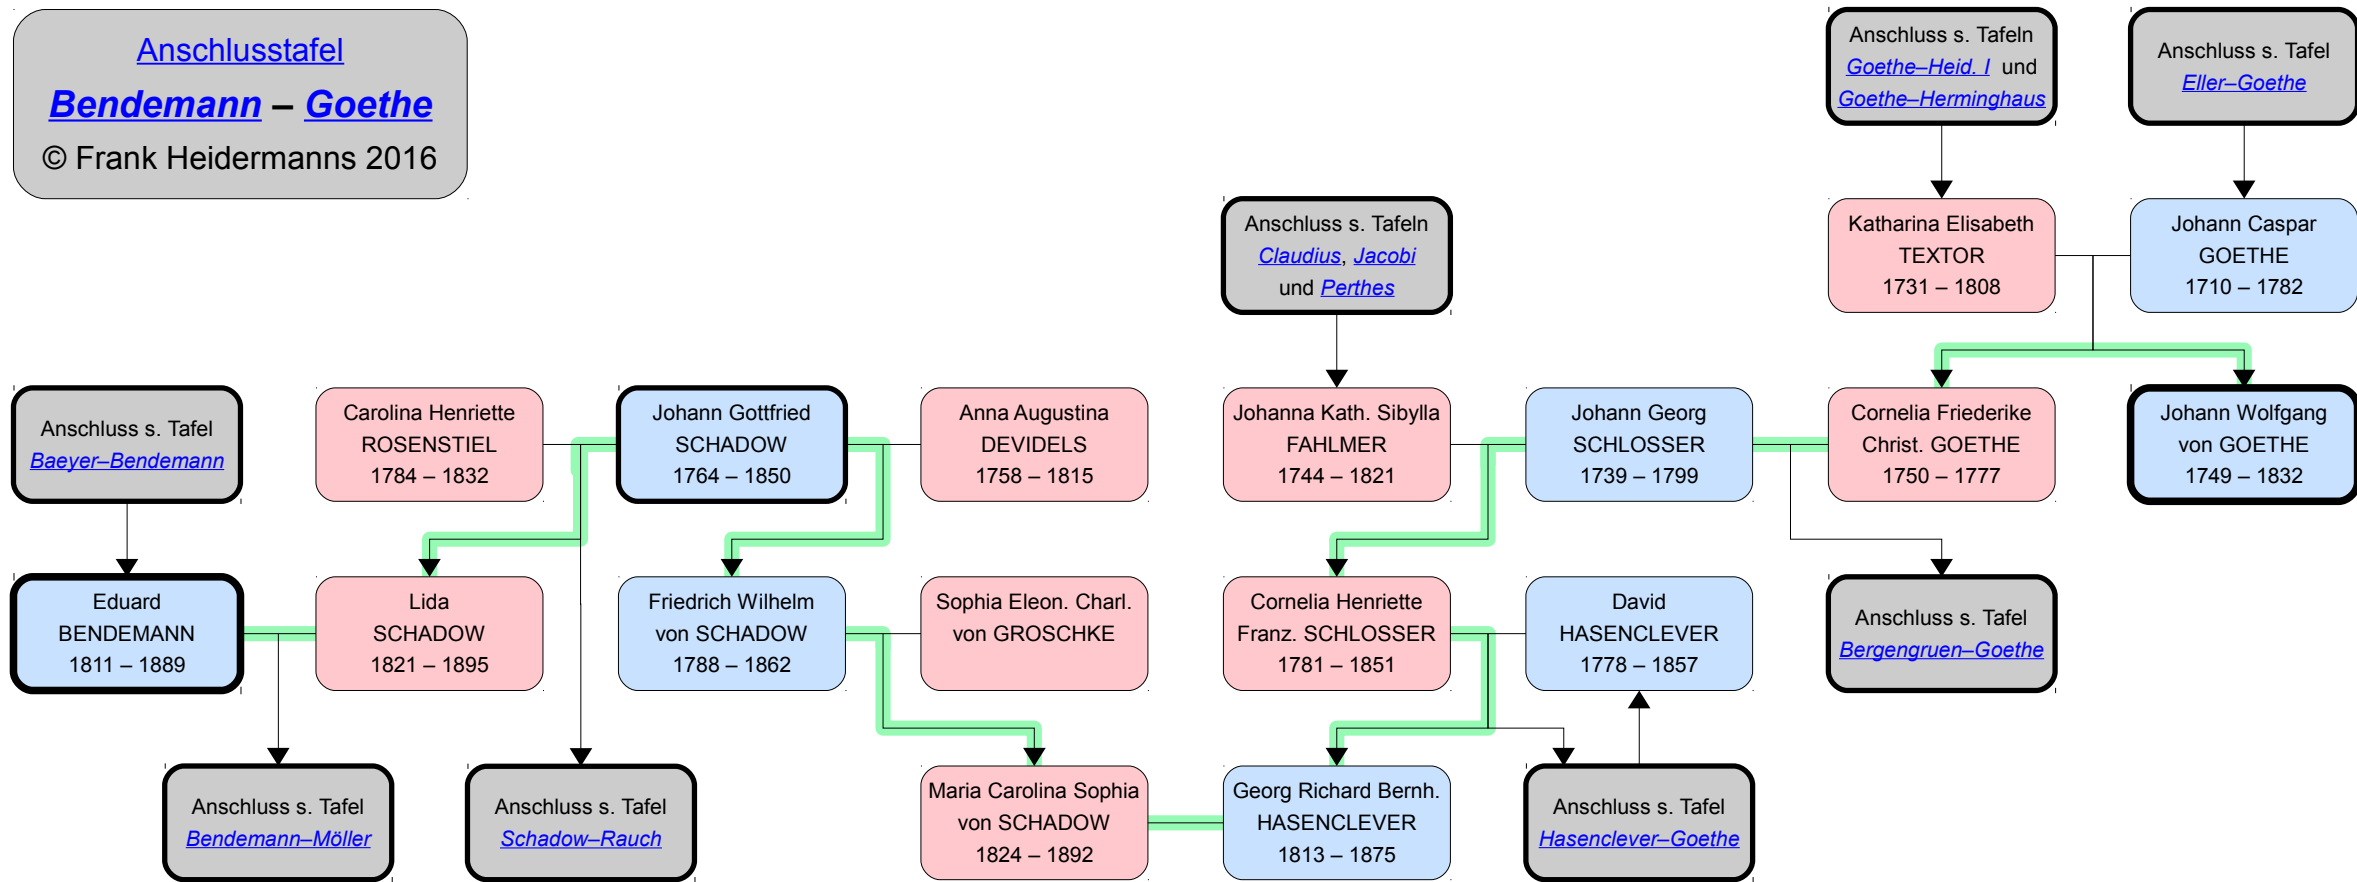 Anschlusstafel
Bendemann – Goethe
© Frank Heidermanns 2016
Anschluss s. Tafeln
Goethe–Heid. I und
Goethe–Herminghaus
Anschluss s. Tafel
Eller–Goethe
Anschluss s. Tafeln
Claudius, Jacobi
und Perthes
Katharina Elisabeth
TEXTOR
1731 – 1808
Johann Caspar
GOETHE
1710 – 1782
Anschluss s. Tafel
Baeyer–Bendemann
Carolina Henriette
ROSENSTIEL
1784 – 1832
Johann Gottfried
SCHADOW
1764 – 1850
Anna Augustina
DEVIDELS
1758 – 1815
Johanna Kath. Sibylla
FAHLMER
1744 – 1821
Johann Georg
SCHLOSSER
1739 – 1799
Cornelia Friederike
Christ. GOETHE
1750 – 1777
Johann Wolfgang
von GOETHE
1749 – 1832
Eduard
BENDEMANN
1811 – 1889
Lida
SCHADOW
1821 – 1895
Friedrich Wilhelm
von SCHADOW
1788 – 1862
Sophia Eleon. Charl.
von GROSCHKE
Cornelia Henriette
Franz. SCHLOSSER
1781 – 1851
David
HASENCLEVER
1778 – 1857
Anschluss s. Tafel
Bergengruen–Goethe
Anschluss s. Tafel
Bendemann–Möller
Anschluss s. Tafel
Schadow–Rauch
Maria Carolina Sophia
von SCHADOW
1824 – 1892
Georg Richard Bernh.
HASENCLEVER
1813 – 1875
Anschluss s. Tafel
Hasenclever–Goethe